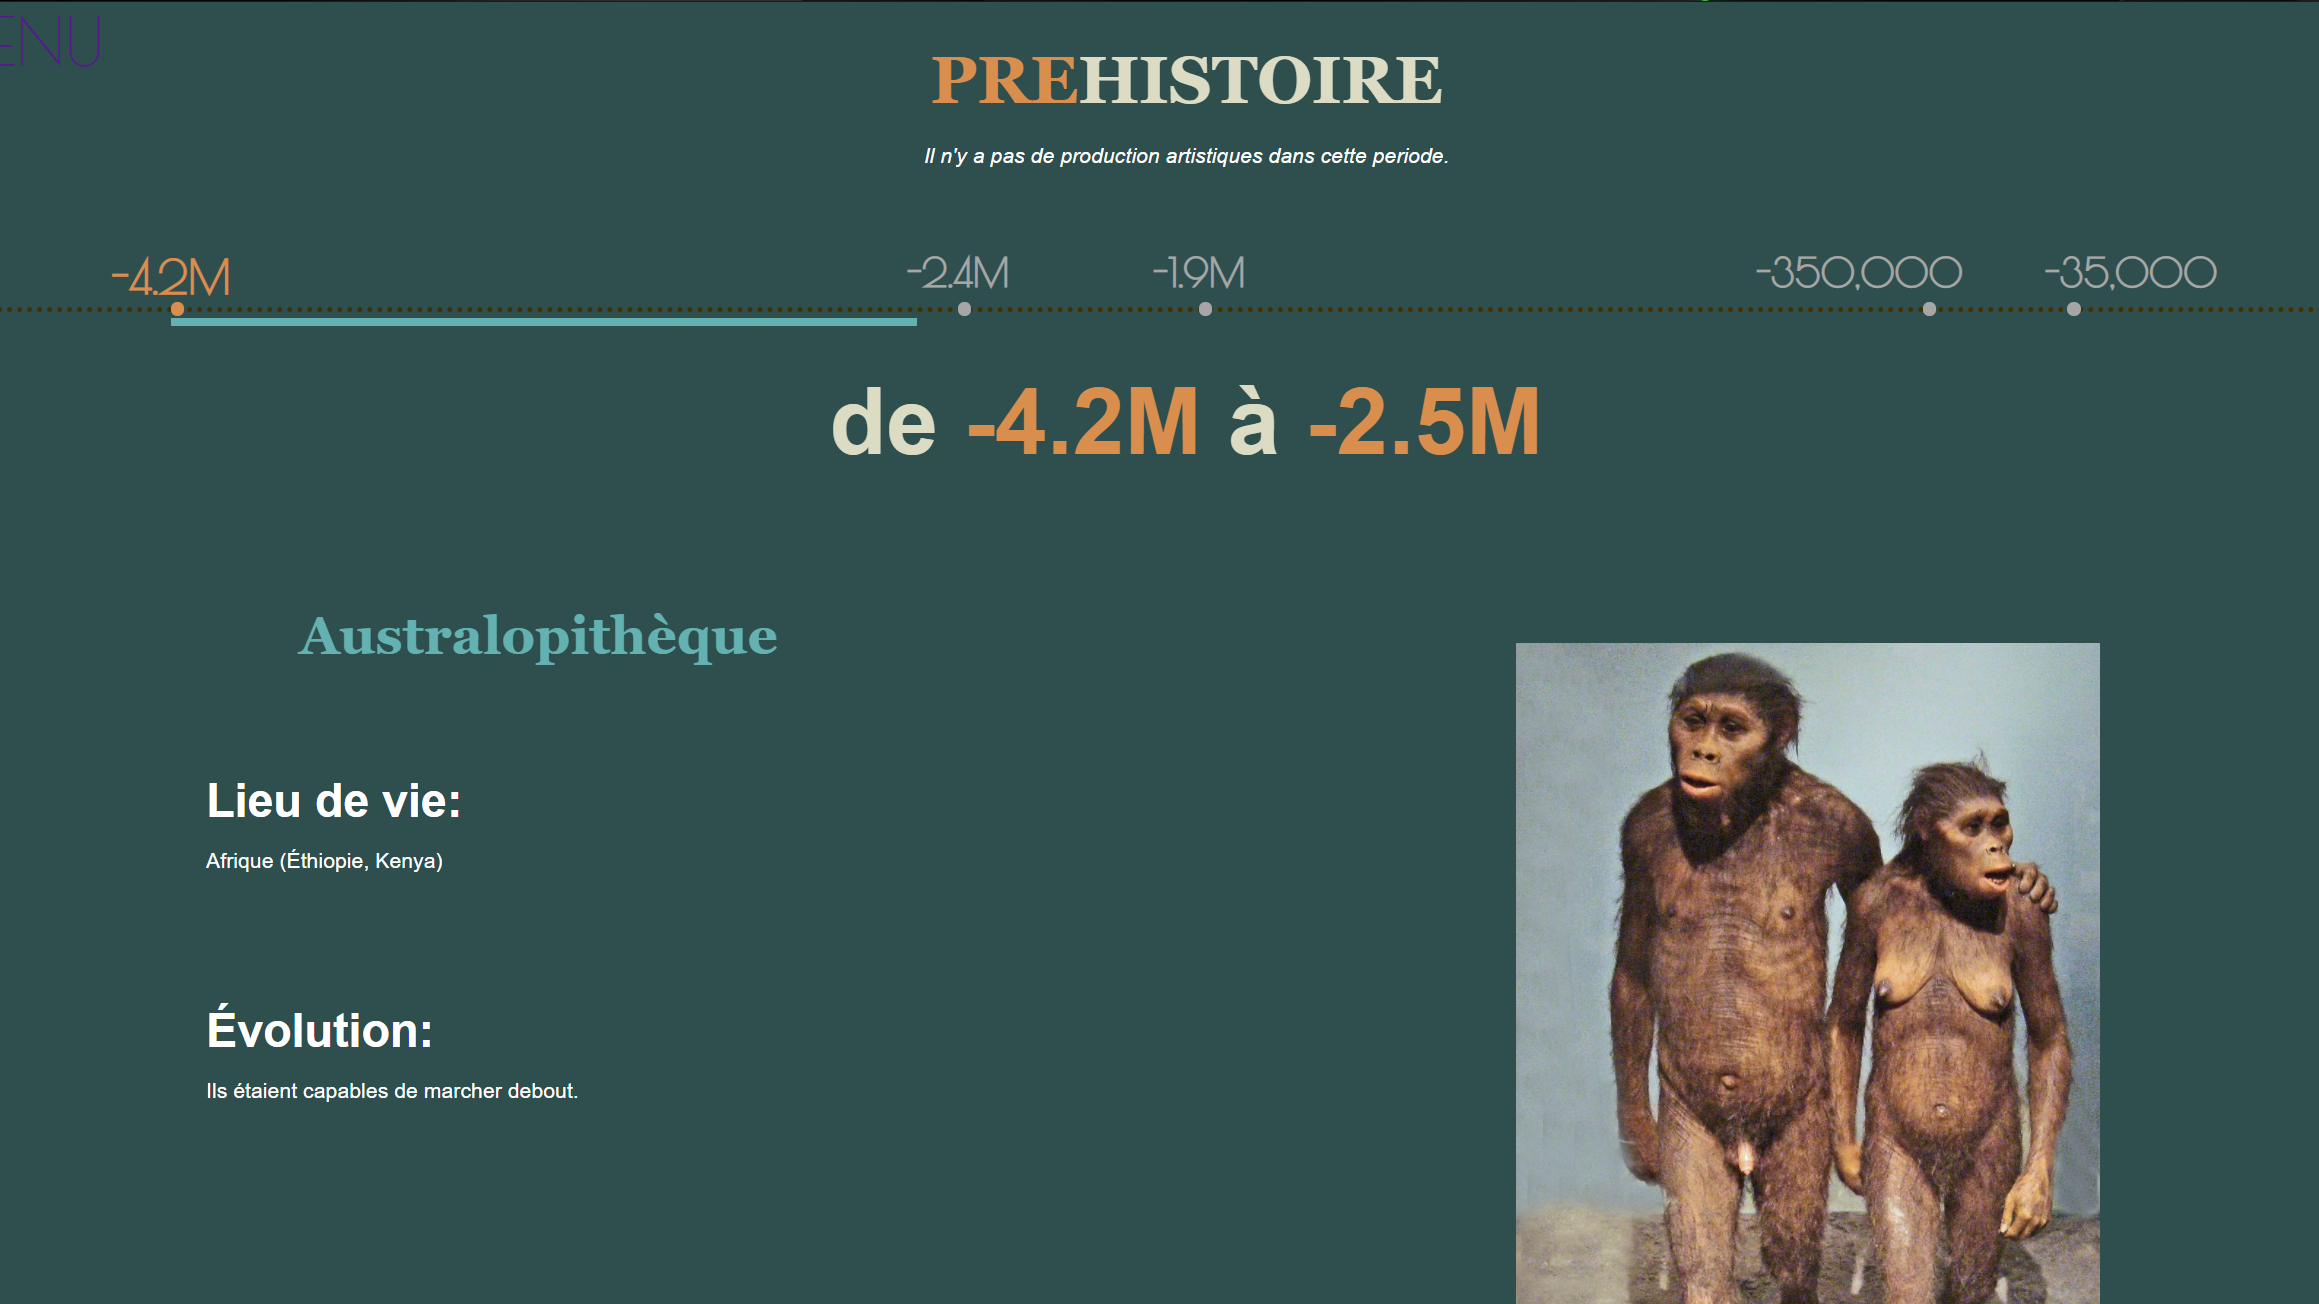 ENU
PREHISTOIRE
Il n'y a pas de production artistiques dans cette periode.
-4.2M -2.4M -1.9M -350,000 -35,000
de -4.2M à -2.5M
Australopithèque
Lieu de vie:
Afrique (Éthiopie, Kenya)
Évolution:
Ils étaient capables de marcher debout.